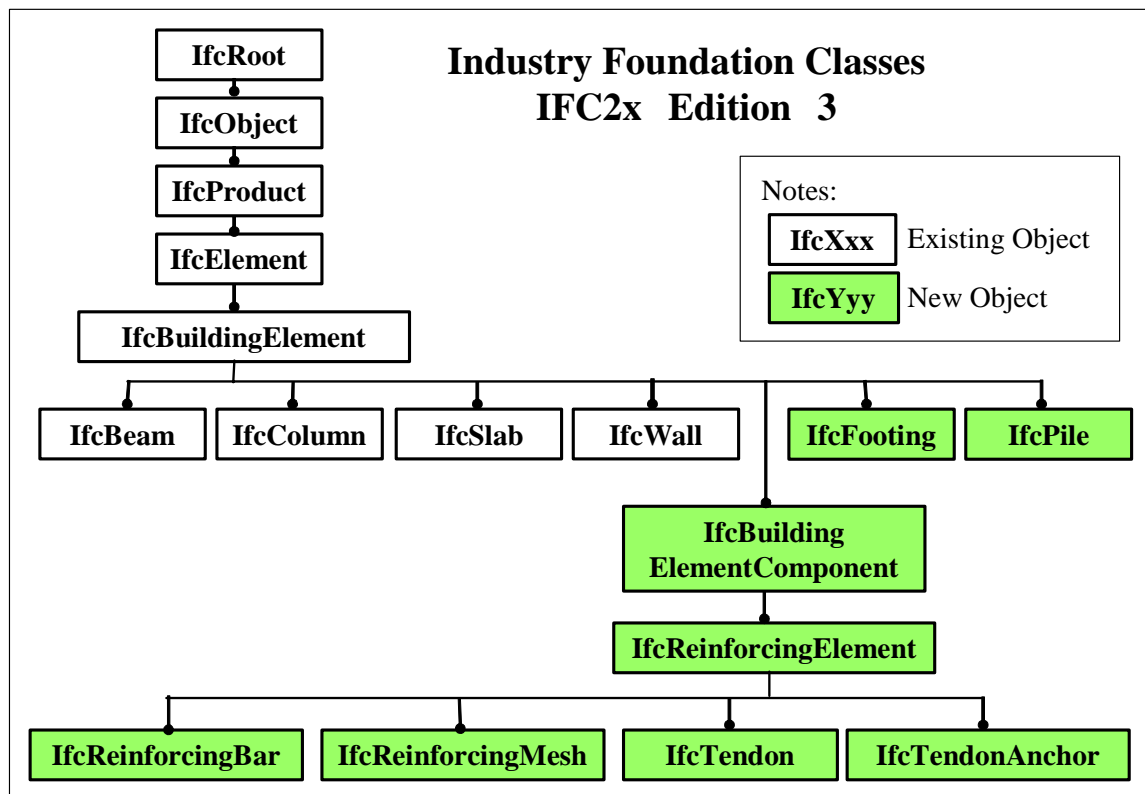 IfcRoot
Industry Foundation Classes
IFC2x Edition 3
IfcObject
IfcProduct
IfcElement
IfcBuildingElement
Notes:
IfcXxx Existing Object
IfcYyy New Object
IfcBeam
IfcColumn
IfcSlab
IfcWall
IfcFooting
IfcPile
IfcBuilding
ElementComponent
IfcReinforcingElement
IfcReinforcingBar
IfcReinforcingMesh
IfcTendon
IfcTendonAnchor